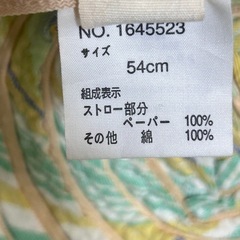 NO. 1645523
サイズ
54cm
組成表示
ストロー部分
ペーパー 100%
その他 綿 100%